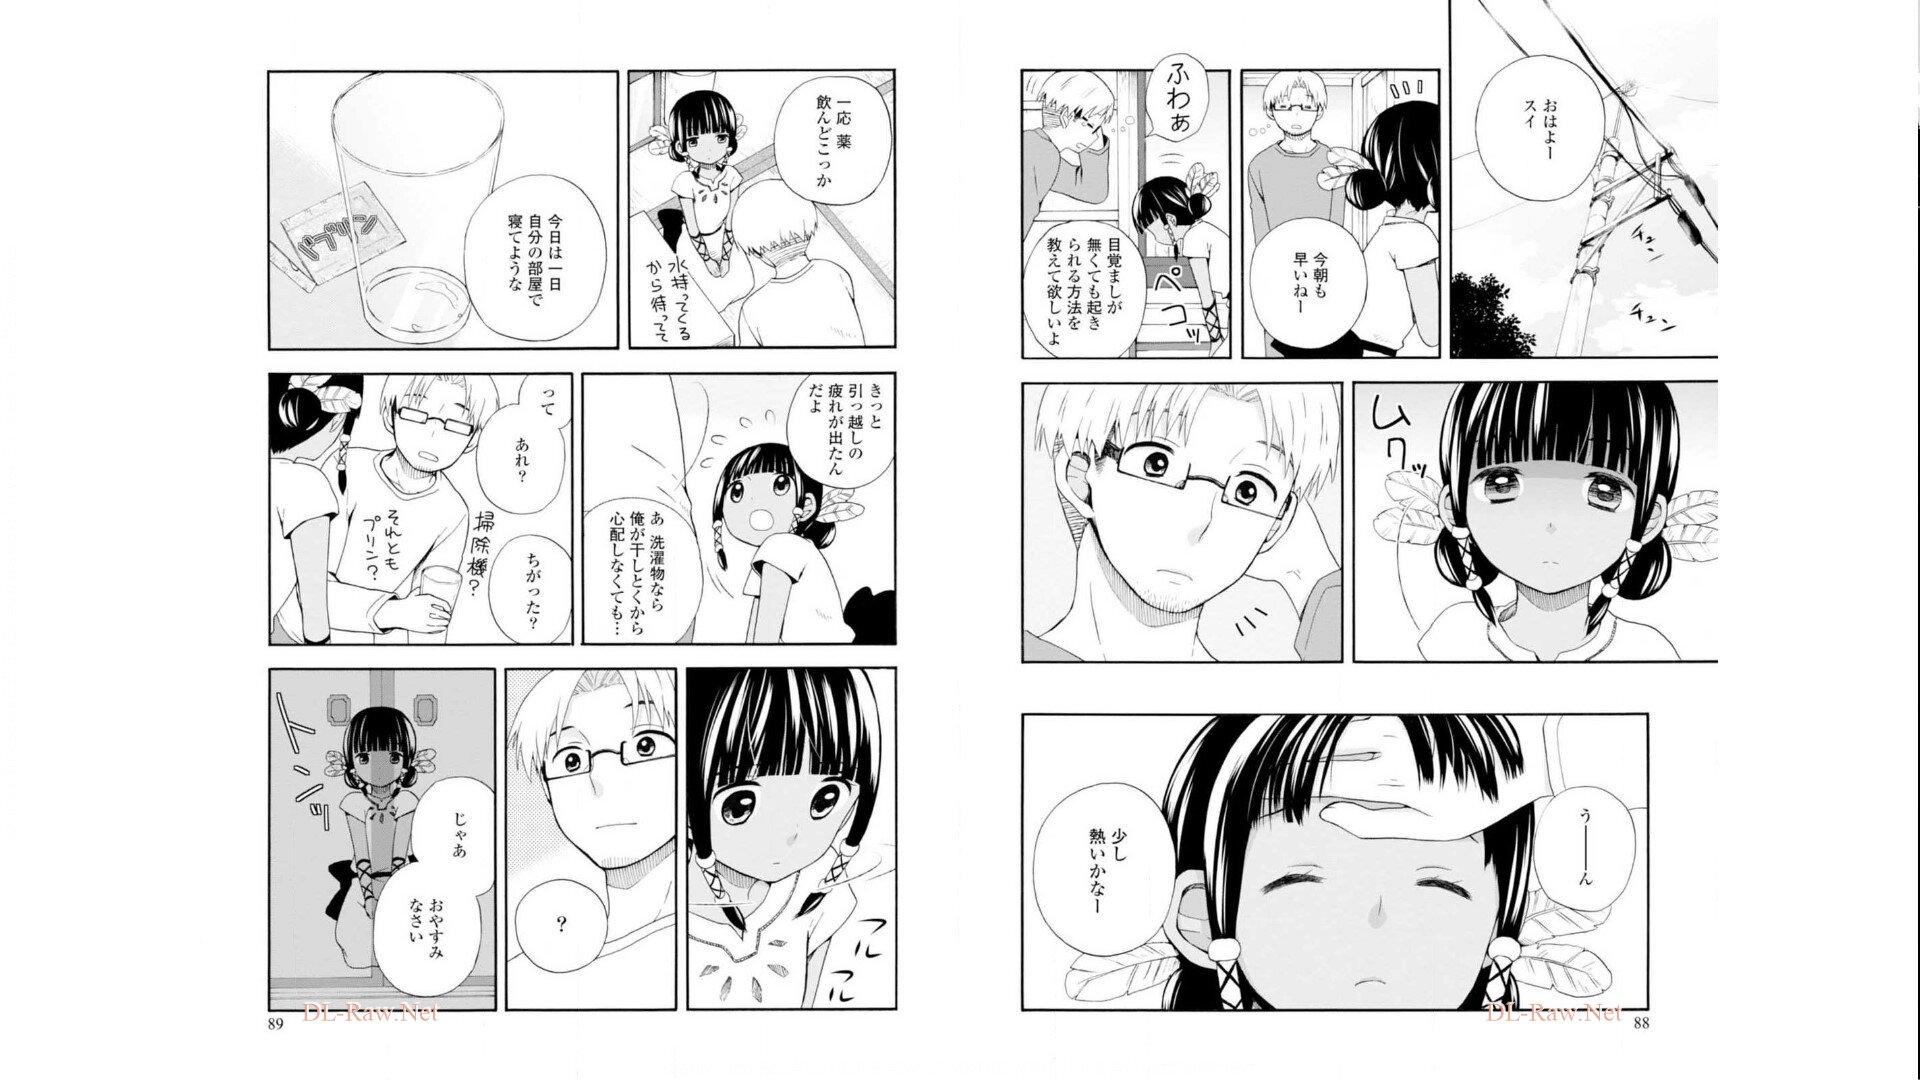 おはよー
スイ
チュン
チュン
今朝も
早いねー
ふわぁ
ペコッ
目覚ましが
無くても起き
られる方法を
教えて欲しいよ
ムクッ
うーーん
少し
熱いかなー
88
DL-Raw.Net
一応 薬
飲んどこっか
水持ってくる
から待ってて
パブリン
今日は一日
自分の部屋で
寝てような
きっと
引っ越しの
疲れが出たん
だよ
あ 洗濯物なら
俺が干しとくから
心配しなくても…
って
あれ?
ちがった?
掃除機?
それとも
プリン?
フル
フル
?
トンッ
じゃあ
おやすみ
なさい
89
DL-Raw.Net